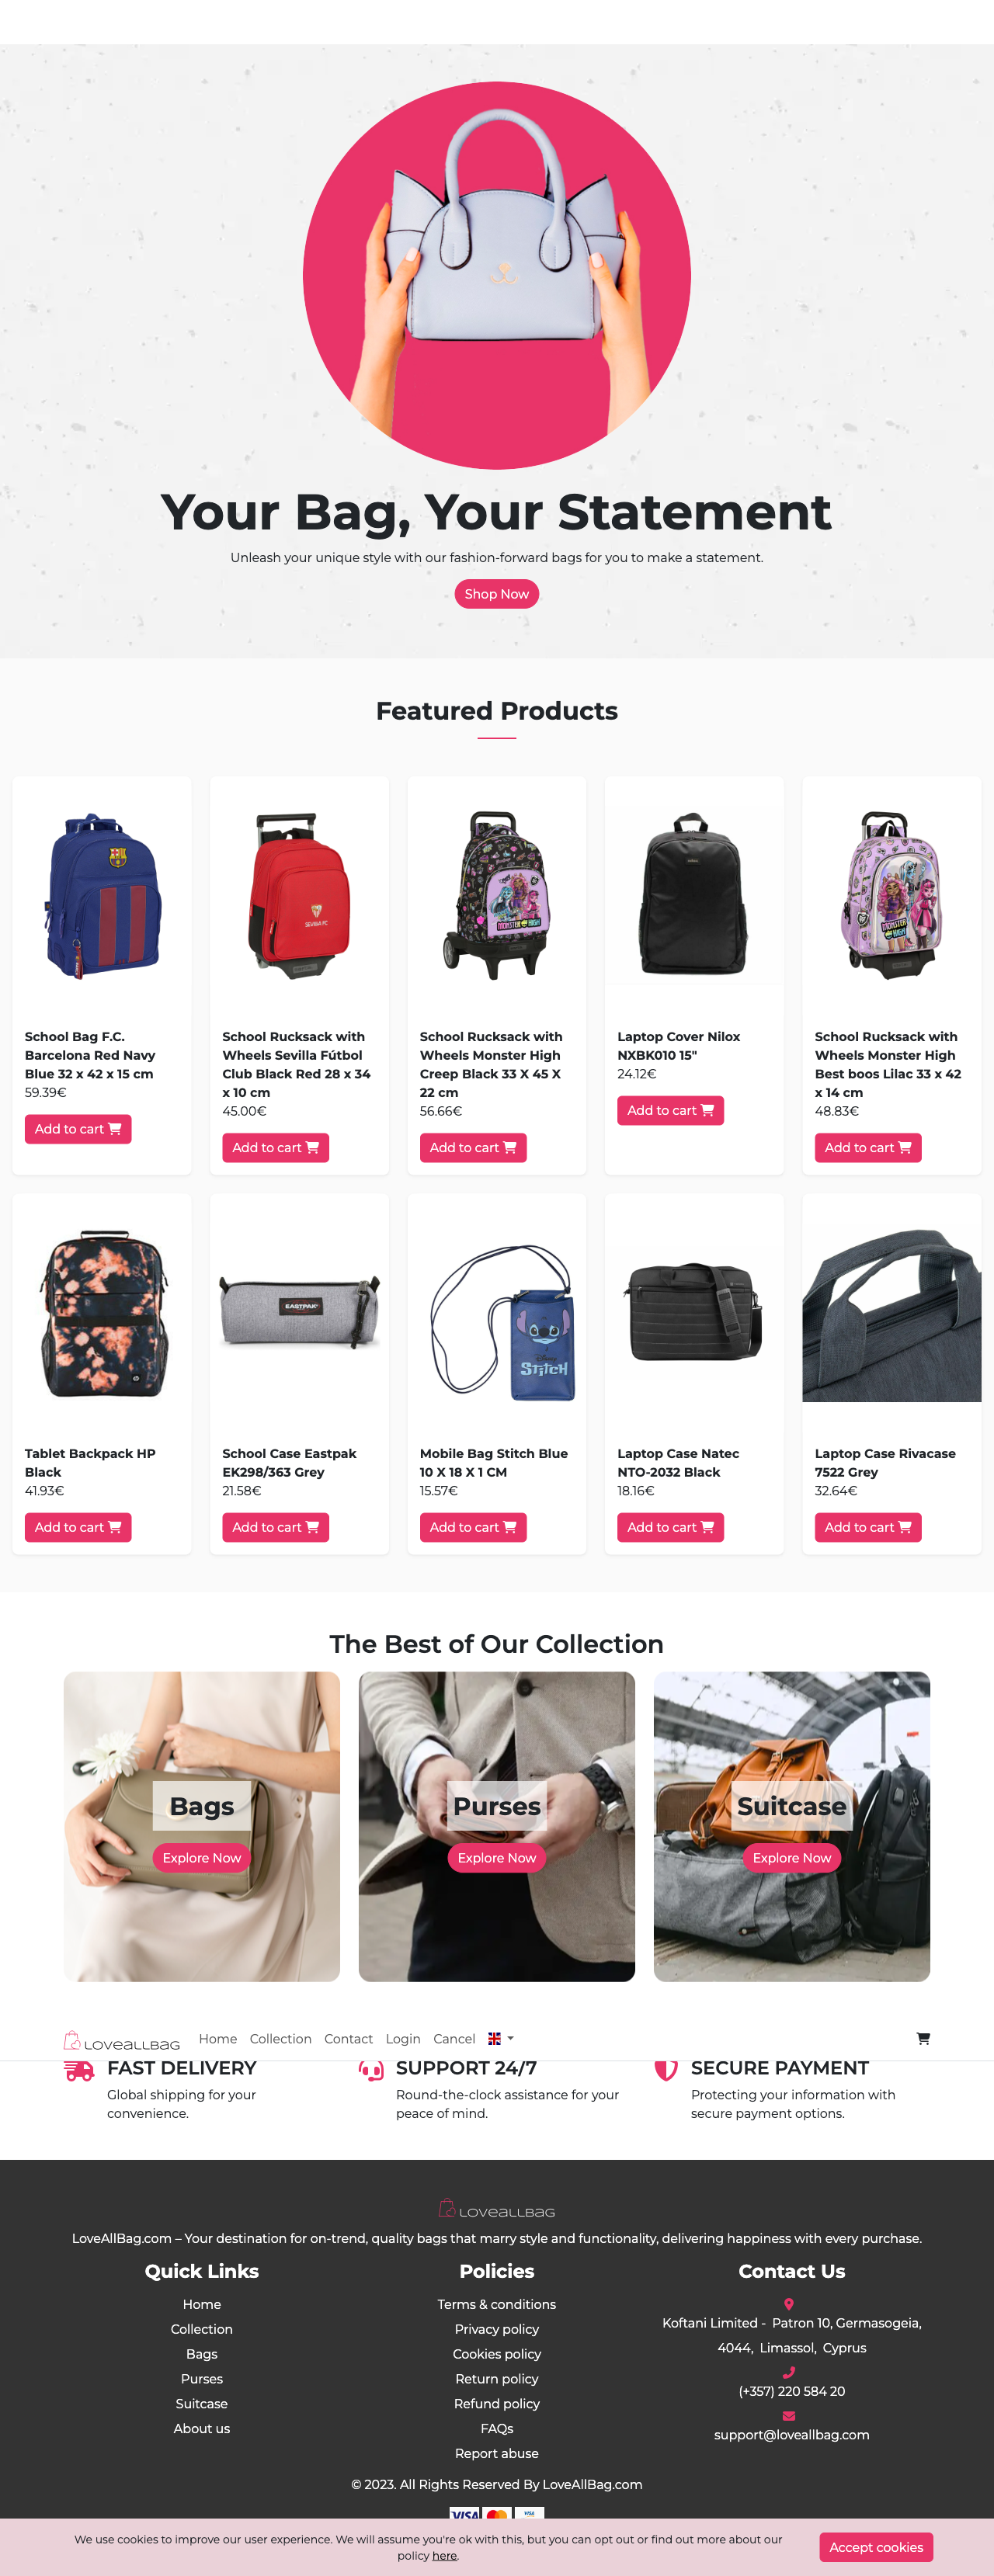 Your Bag, Your Statement
Unleash your unique style with our fashion-forward bags for you to make a statement.
Shop Now
Featured Products
School Bag F.C.
Barcelona Red Navy
Blue 32 x 42 x 15 cm
59.39€
Add to cart
SEVILLA FC
School Rucksack with
Wheels Sevilla Fútbol
Club Black Red 28 x 34
x 10 cm
45.00€
Add to cart
MONSTER HIGH
School Rucksack with
Wheels Monster High
Creep Black 33 X 45 X
22 cm
56.66€
Add to cart
Laptop Cover Nilox
NXBK010 15"
24.12€
Add to cart
MONSTER HIGH
School Rucksack with
Wheels Monster High
Best boos Lilac 33 x 42
x 14 cm
48.83€
Add to cart
Tablet Backpack HP
Black
41.93€
Add to cart
EASTPAK
School Case Eastpak
EK298/363 Grey
21.58€
Add to cart
Disney
STITCH
Mobile Bag Stitch Blue
10 X 18 X 1 CM
15.57€
Add to cart
Laptop Case Natec
NTO-2032 Black
18.16€
Add to cart
Laptop Case Rivacase
7522 Grey
32.64€
Add to cart
The Best of Our Collection
Bags
Explore Now
Purses
Explore Now
Suitcase
Explore Now
LOVEALLBAG
Home
Collection
Contact
Login
Cancel
FAST DELIVERY
Global shipping for your
convenience.
SUPPORT 24/7
Round-the-clock assistance for your
peace of mind.
SECURE PAYMENT
Protecting your information with
secure payment options.
LOVEALLBAG
LoveAllBag.com – Your destination for on-trend, quality bags that marry style and functionality, delivering happiness with every purchase.
Quick Links
Home
Collection
Bags
Purses
Suitcase
About us
Policies
Terms & conditions
Privacy policy
Cookies policy
Return policy
Refund policy
FAQs
Report abuse
Contact Us
Koftani Limited - Patron 10, Germasogeia,
4044, Limassol, Cyprus
(+357) 220 584 20
support@loveallbag.com
© 2023. All Rights Reserved By LoveAllBag.com
VISA
VISA
We use cookies to improve our user experience. We will assume you're ok with this, but you can opt out or find out more about our
policy here.
Accept cookies